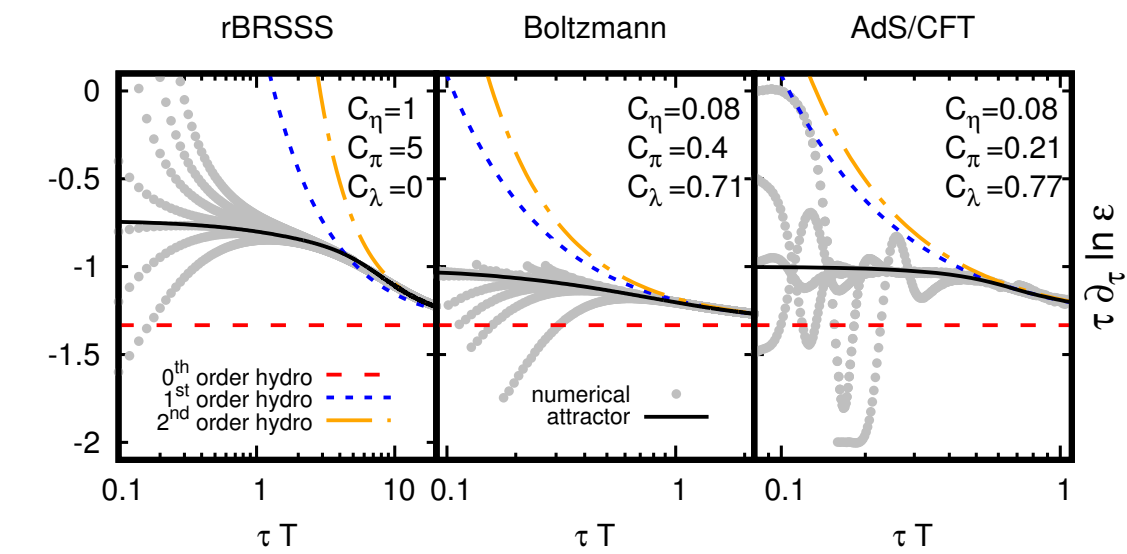 rBRSSS Boltzmann AdS/CFT
0
-0.5
-1
-1.5
-2
C_η=1
C_π=5
C_λ=0
C_η=0.08
C_π=0.4
C_λ=0.71
C_η=0.08
C_π=0.21
C_λ=0.77
τ ∂_τ ln ε
0^th order hydro
1^st order hydro
2^nd order hydro
numerical
attractor
0.1 1 10 0.1 1 0.1 1
τ T τ T τ T